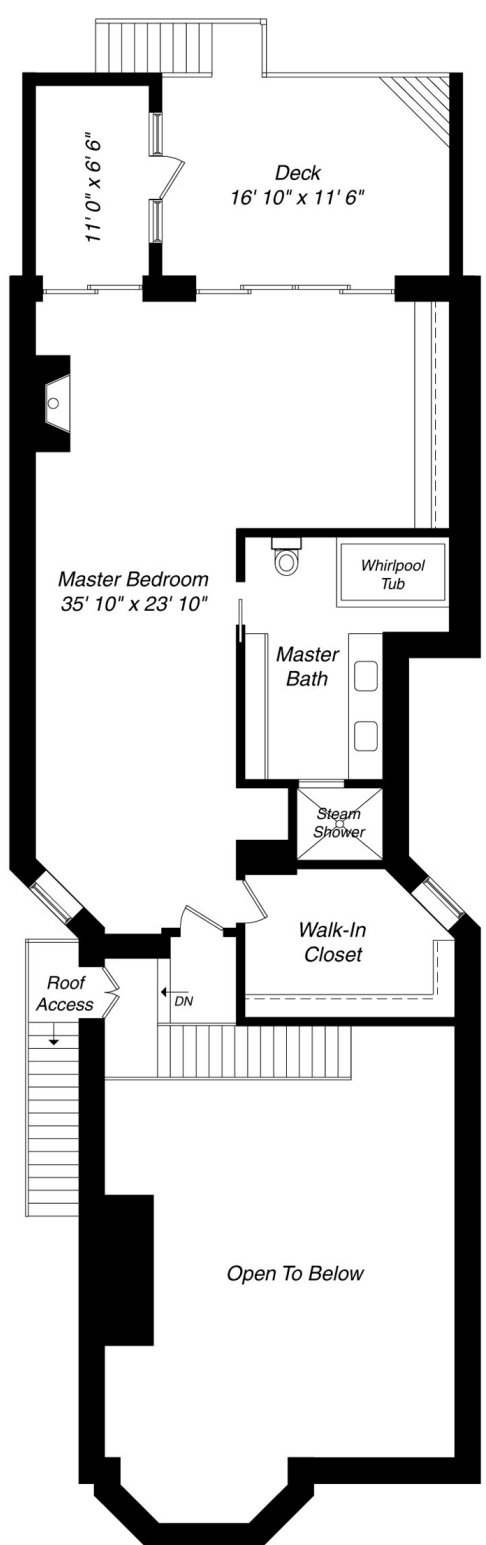 11' 0" x 6' 6"
Deck
16' 10" x 11' 6"
Master Bedroom
35' 10" x 23' 10"
Whirlpool
Tub
Master
Bath
Steam
Shower
Walk-In
Closet
Roof
Access
DN
Open To Below